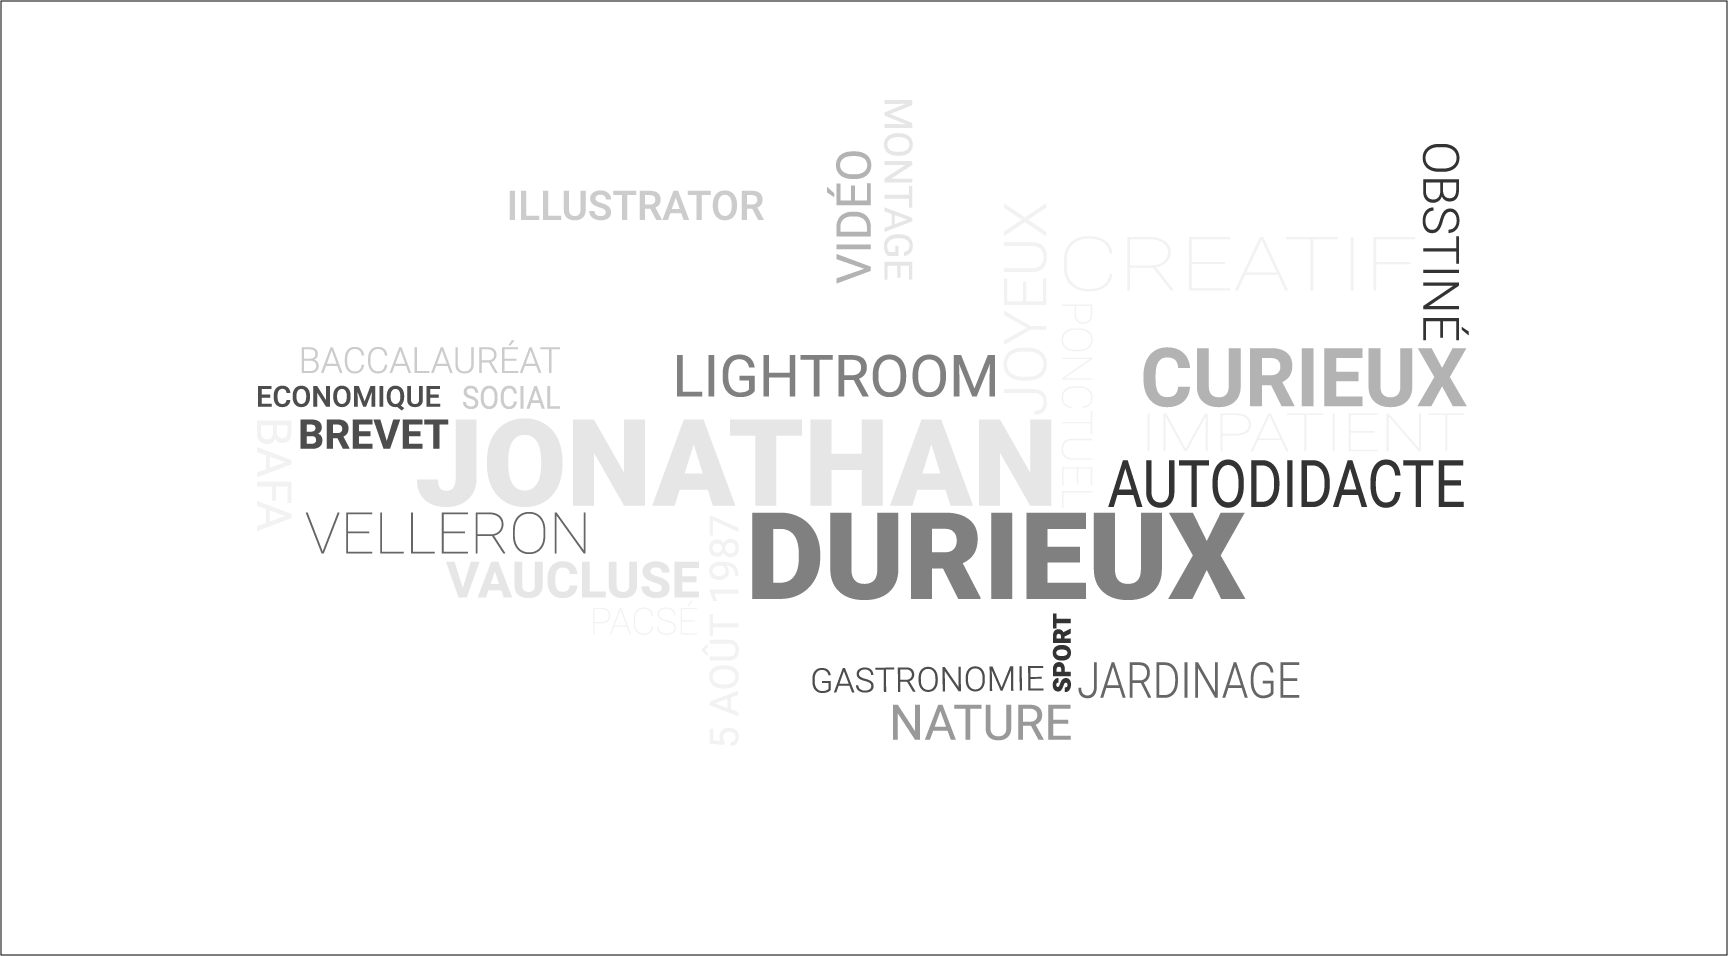 MONTAGE
VIDÉO
OBSTINÉ
ILLUSTRATOR
JOYEUX
CREATIF
PONCTUEL
BACCALAURÉAT
LIGHTROOM
CURIEUX
ECONOMIQUE SOCIAL
BREVET
BAFA
JONATHAN
IMPATIENT
AUTODIDACTE
VELLERON
DURIEUX
VAUCLUSE
5 AOÛT 1987
PACSÉ
SPORT
GASTRONOMIE
JARDINAGE
NATURE